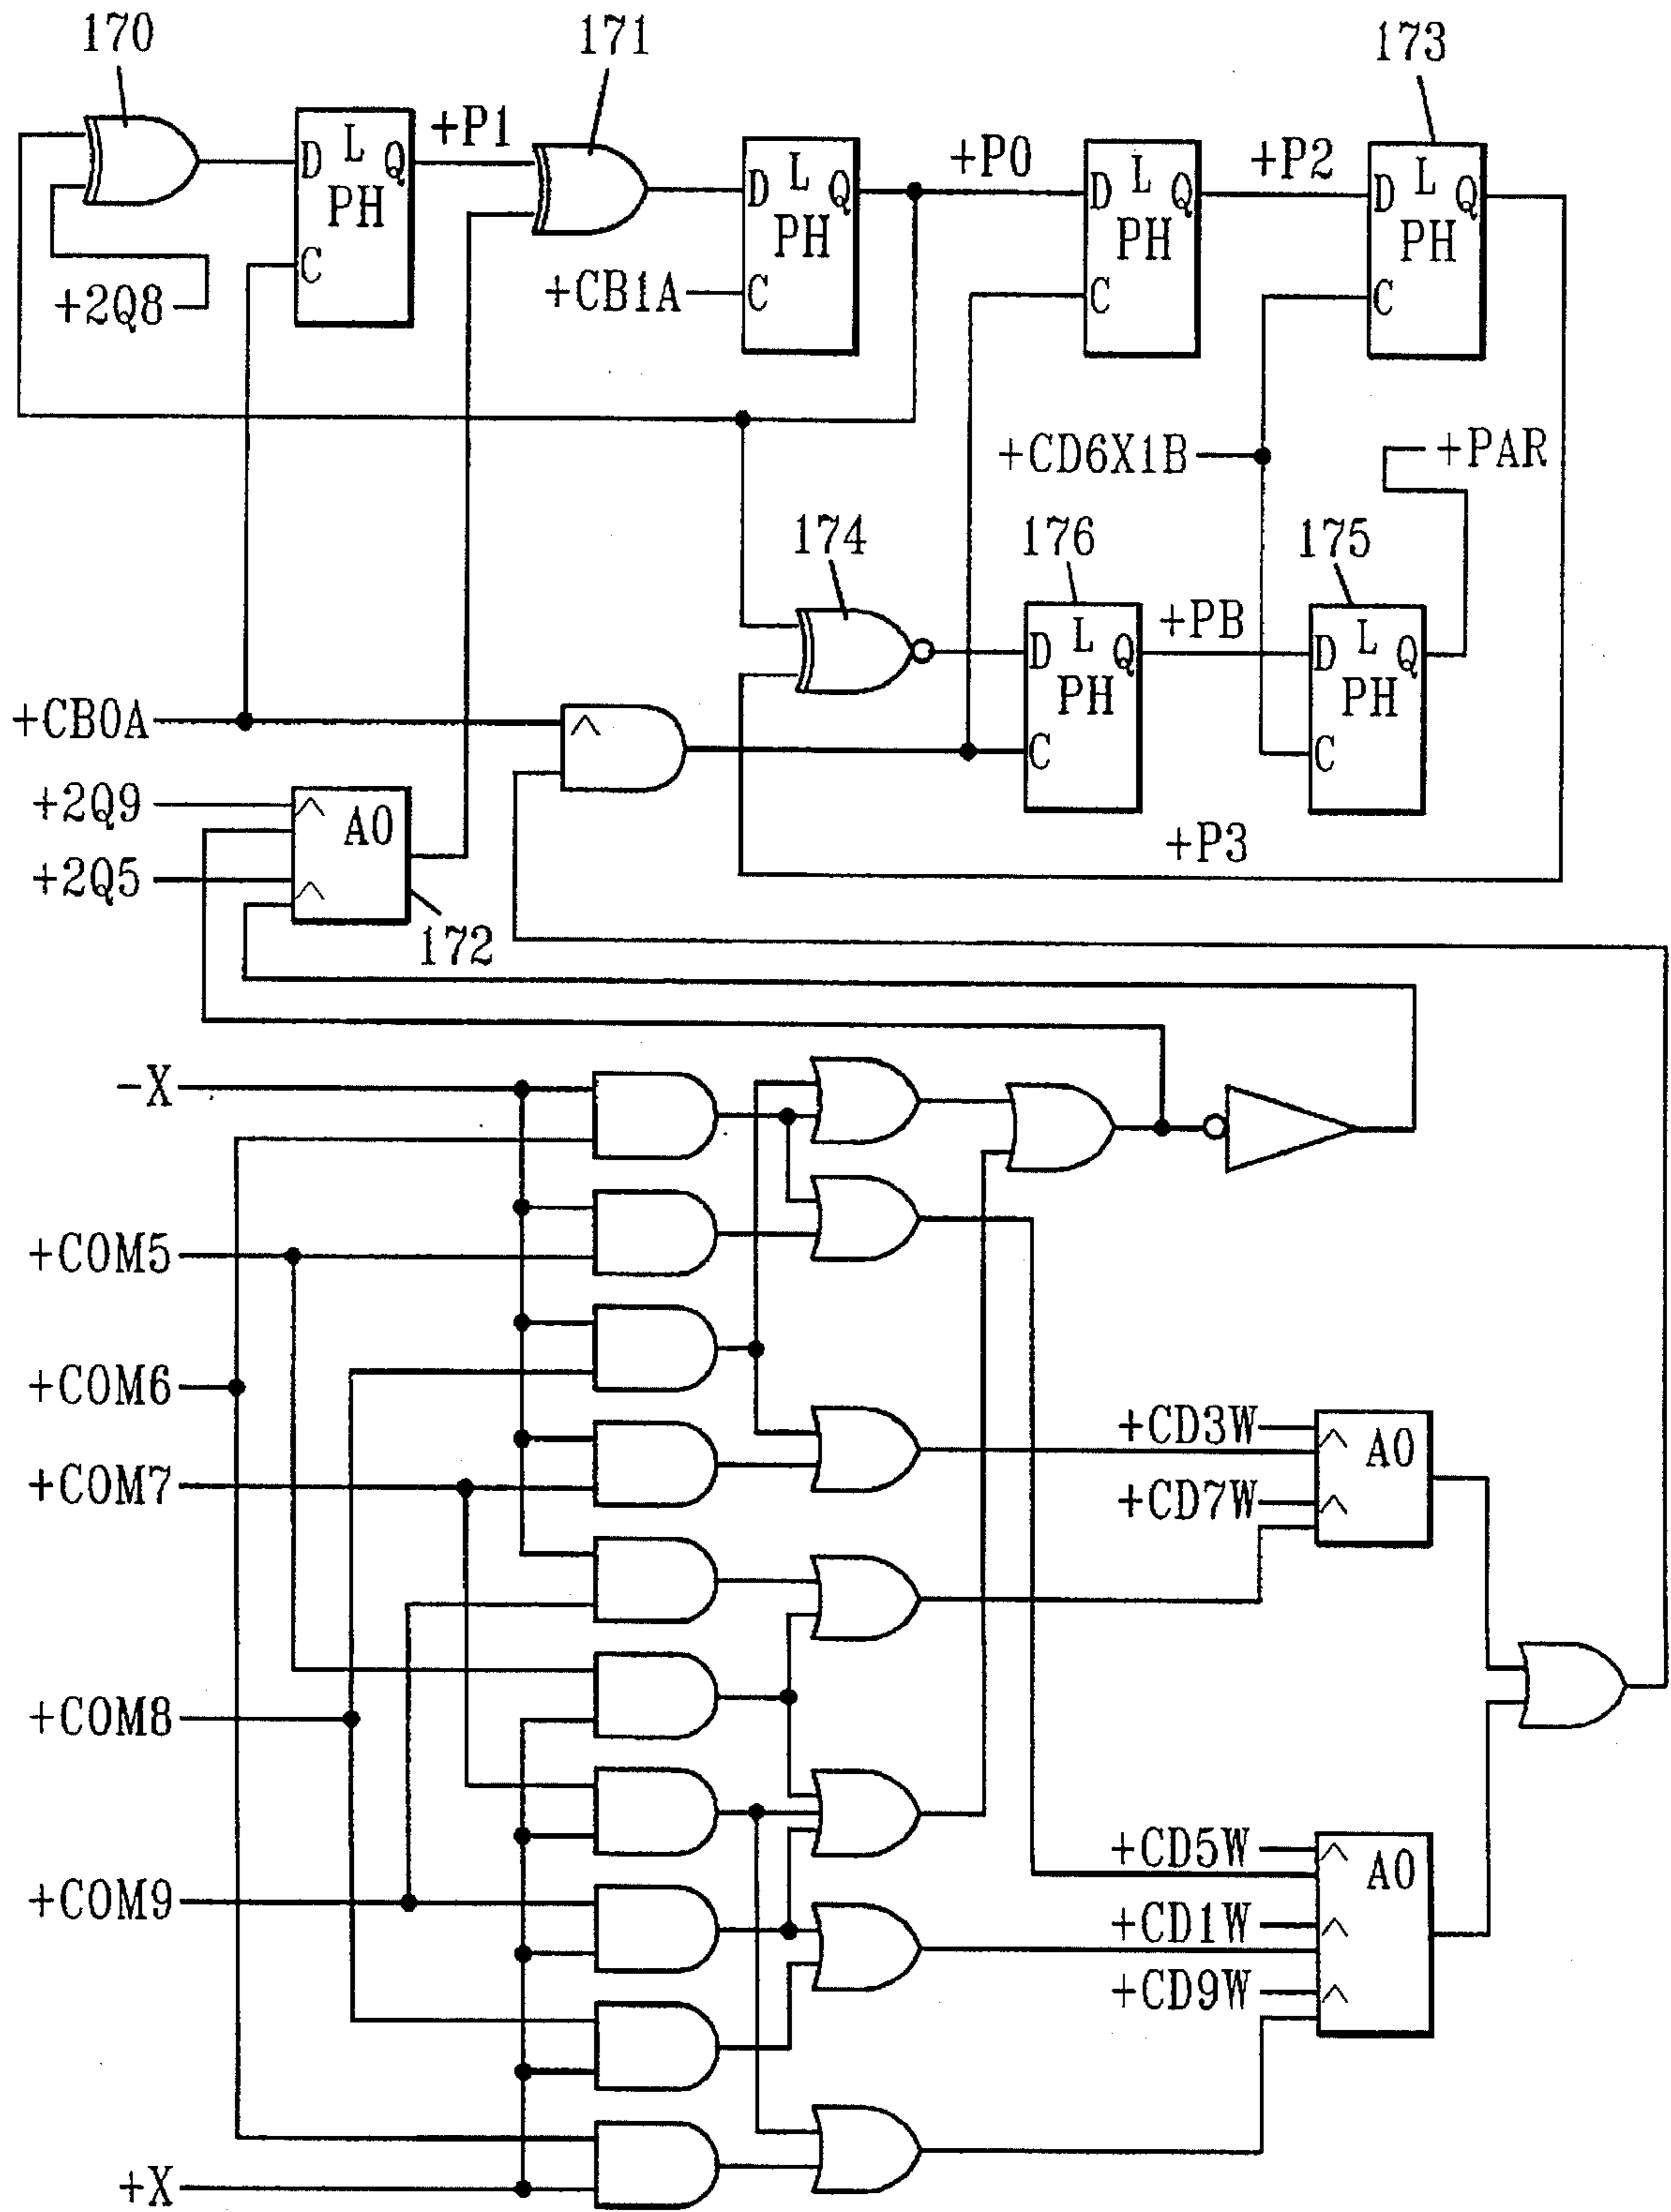 170
171
173
D L Q
PH
C
+P1
D L Q
PH
C
+P0
D L Q
PH
C
+P2
D L Q
PH
C
+2Q8
+CB1A
+CD6X1B
+PAR
174
176
175
D L Q
PH
C
+PB
D L Q
PH
C
+CB0A
+2Q9
A0
+2Q5
172
+P3
-X
+COM5
+COM6
+CD3W
A0
+COM7
+CD7W
+COM8
+CD5W
A0
+COM9
+CD1W
+CD9W
+X